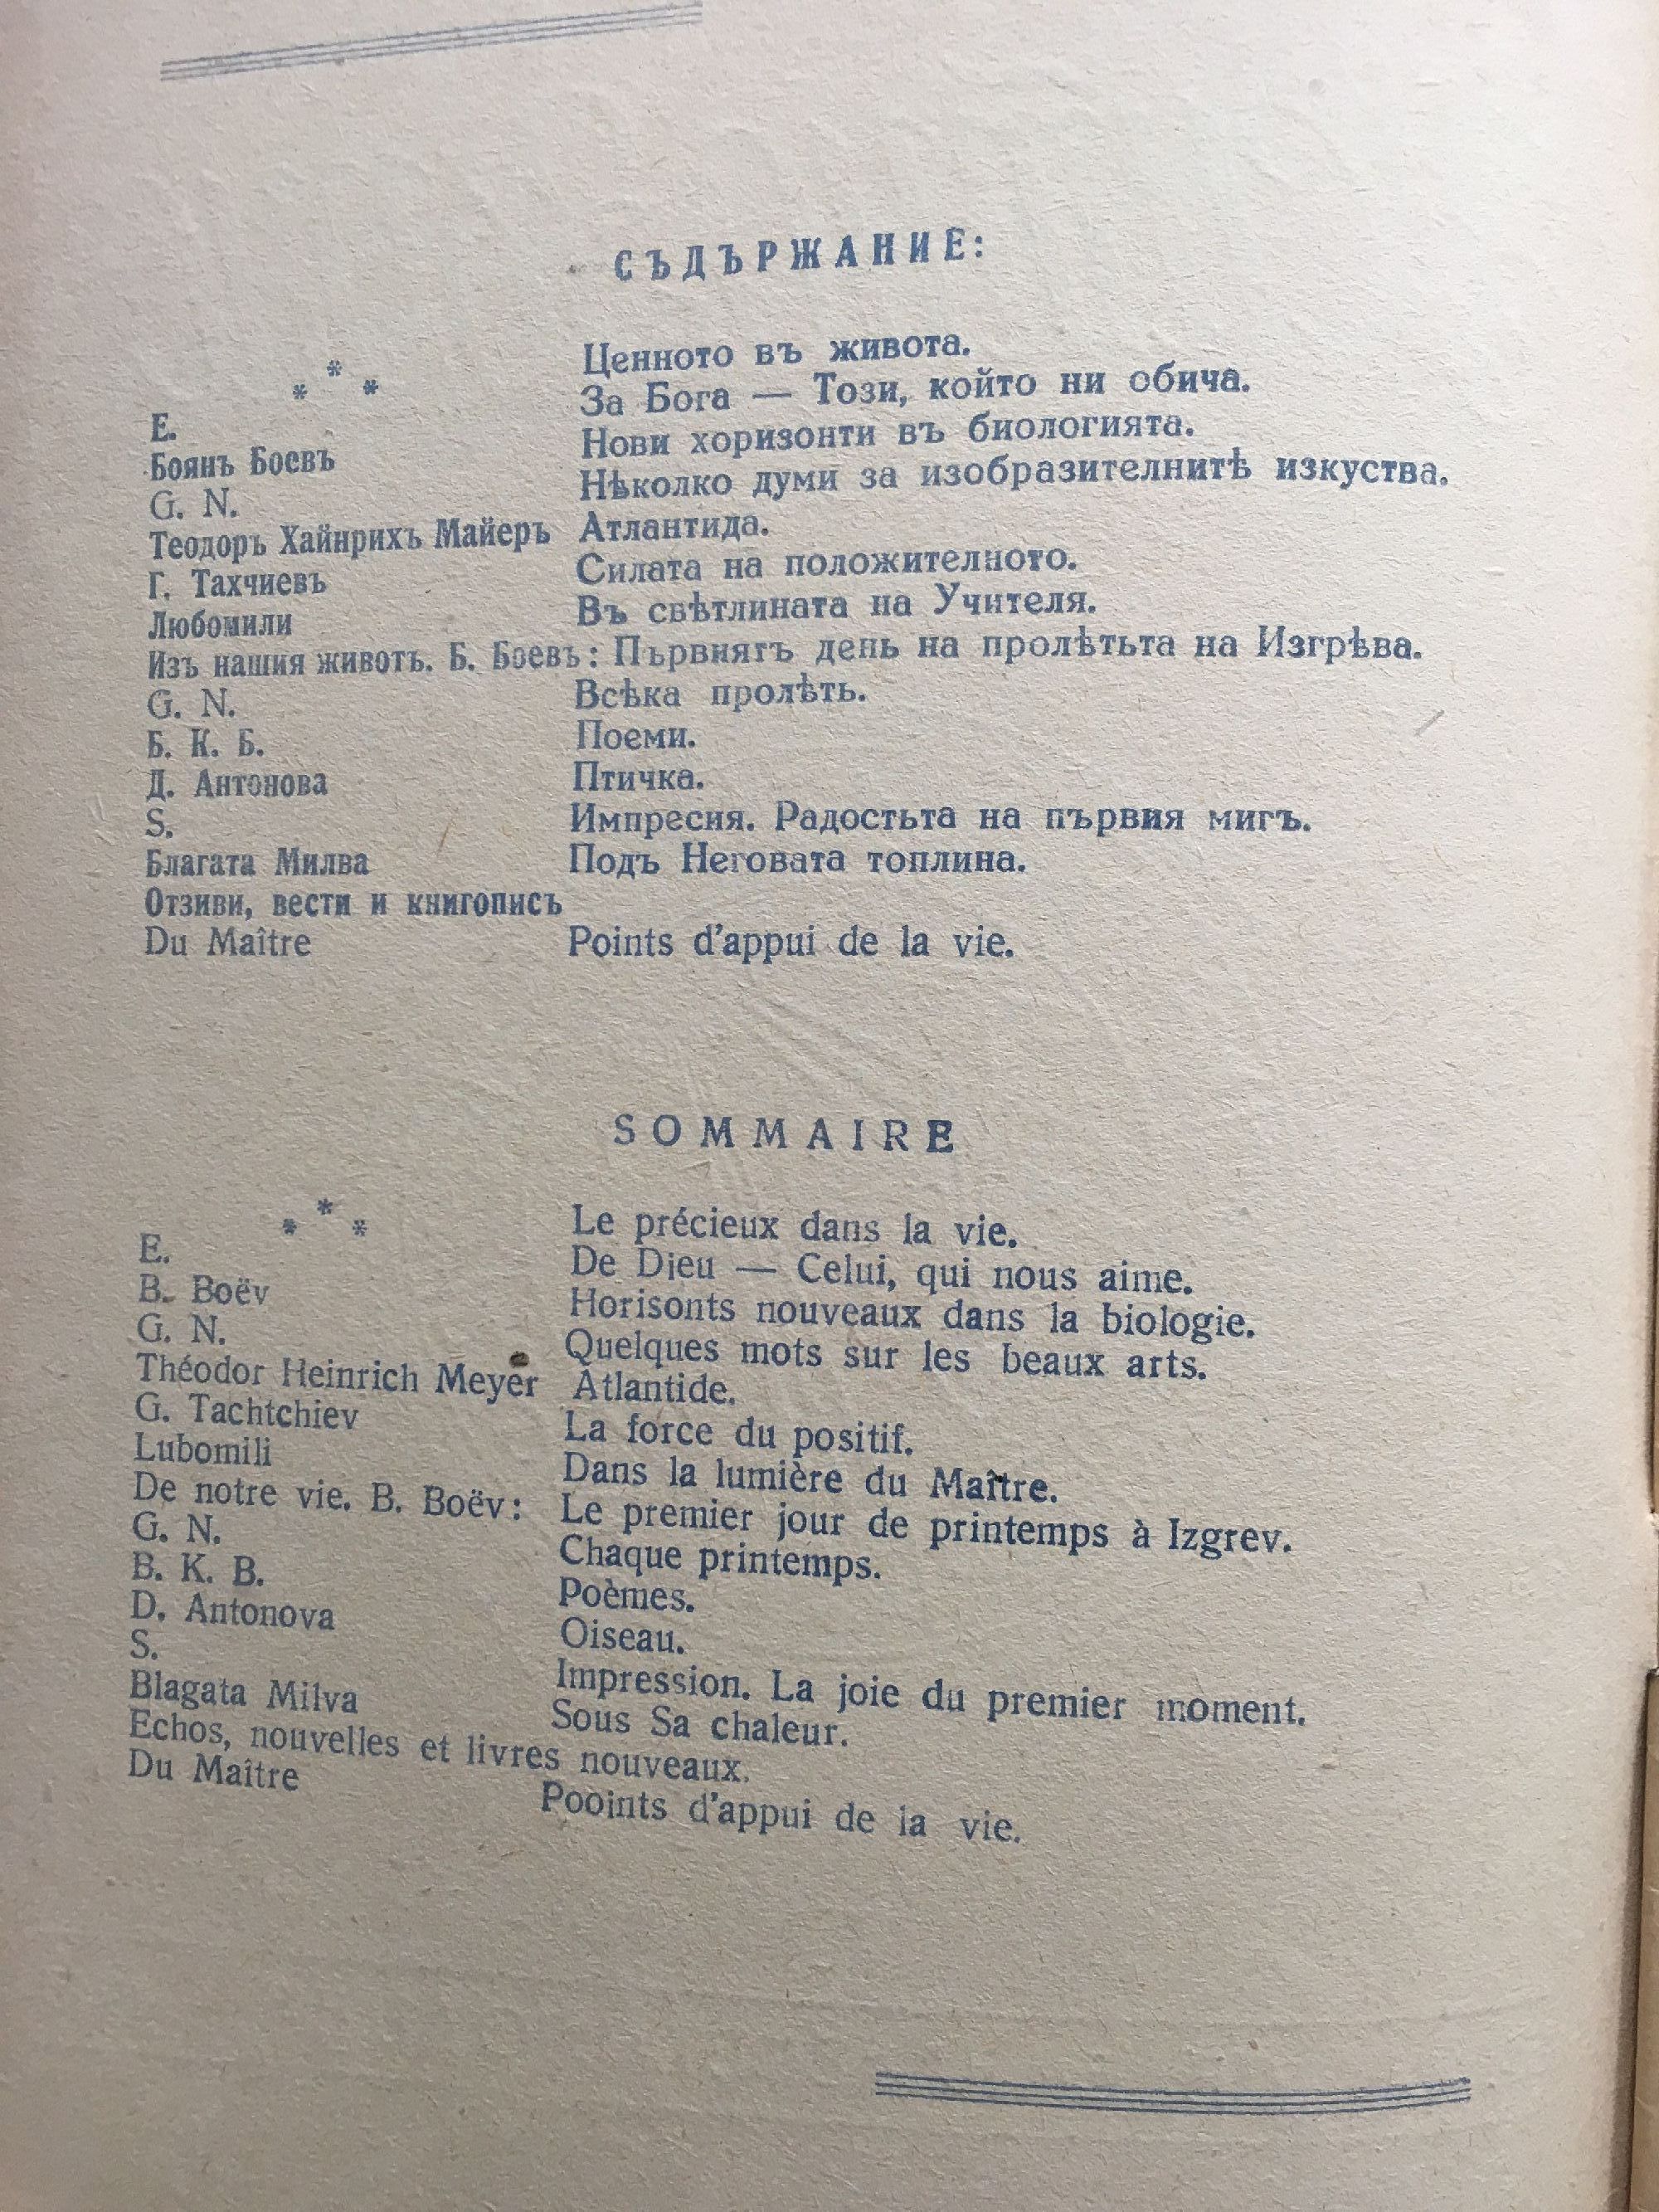 СЪДЪРЖАНИЕ:
* * * Ценното въ живота.
Е. За Бога — Този, който ни обича.
Боянъ Боевъ Нови хоризонти въ биологията.
G. N. Нѣколко думи за изобразителнитѣ изкуства.
Теодоръ Хайнрихъ Майеръ Атлантида.
Г. Тахчиевъ Силата на положителното.
Любомили Въ свѣтлината на Учителя.
Изъ нашия животъ. Б. Боевъ: Първиятъ день на пролѣтьта на Изгрѣва.
G. N. Всѣка пролѣть.
Б. К. Б. Поеми.
Д. Антонова Птичка.
S. Импресия. Радостьта на първия мигъ.
Благата Милва Подъ Неговата топлина.
Отзиви, вести и книгописъ
Du Maître Points d'appui de la vie.
SOMMAIRE
* * * Le précieux dans la vie.
E. De Dieu — Celui, qui nous aime.
B. Boëv Horisonts nouveaux dans la biologie.
G. N. Quelques mots sur les beaux arts.
Théodor Heinrich Meyer Atlantide.
G. Tachtchiev La force du positif.
Lubomili Dans la lumière du Maître.
De notre vie. B. Boëv: Le premier jour de printemps à Izgrev.
G. N. Chaque printemps.
B. K. B. Poèmes.
D. Antonova Oiseau.
S. Impression. La joie du premier moment.
Blagata Milva Sous Sa chaleur.
Echos, nouvelles et livres nouveaux.
Du Maître Pooints d'appui de la vie.